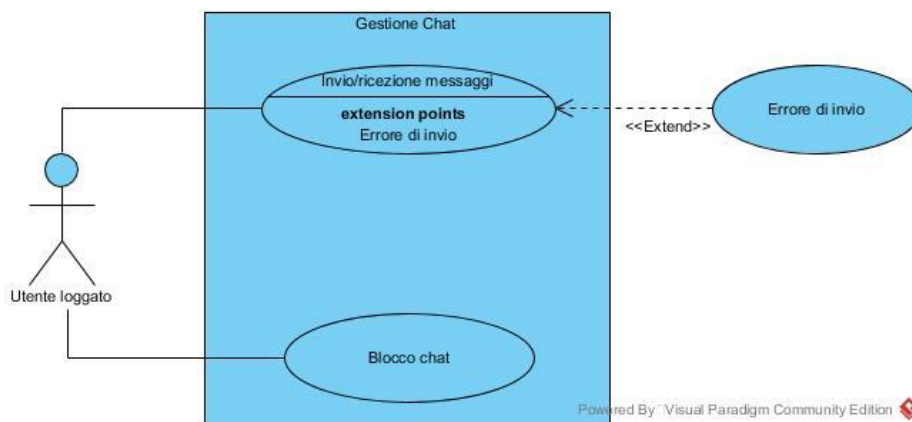 Gestione Chat
Invio/ricezione messaggi
extension points
Errore di invio
<<Extend>>
Errore di invio
Utente loggato
Blocco chat
Powered By Visual Paradigm Community Edition